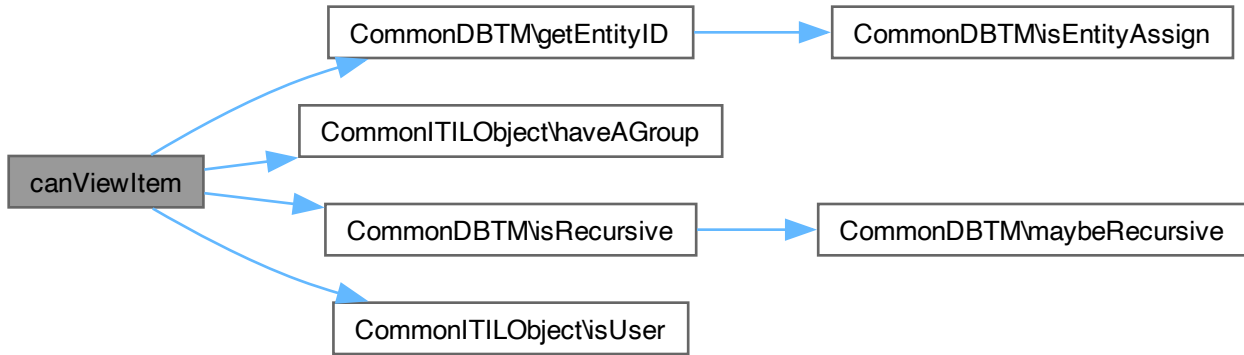 CommonDBTM\getEntityID
CommonDBTM\isEntityAssign
CommonITILObject\haveAGroup
canViewItem
CommonDBTM\isRecursive
CommonDBTM\maybeRecursive
CommonITILObject\isUser